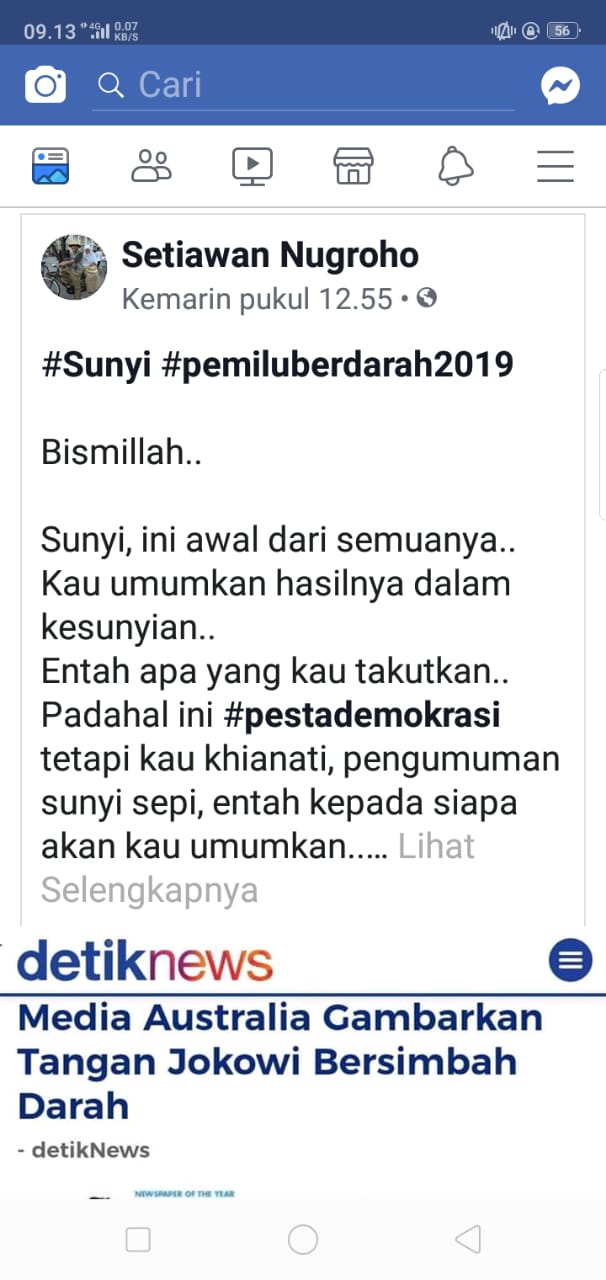 09.13 4G 0.07 KB/S 56
Cari
Setiawan Nugroho
Kemarin pukul 12.55 •
#Sunyi #pemiluberdarah2019
Bismillah..
Sunyi, ini awal dari semuanya..
Kau umumkan hasilnya dalam
kesunyian..
Entah apa yang kau takutkan..
Padahal ini #pestademokrasi
tetapi kau khianati, pengumuman
sunyi sepi, entah kepada siapa
akan kau umumkan..... Lihat
Selengkapnya
detiknews
Media Australia Gambarkan
Tangan Jokowi Bersimbah
Darah
- detikNews
NEWSPAPER OF THE YEAR